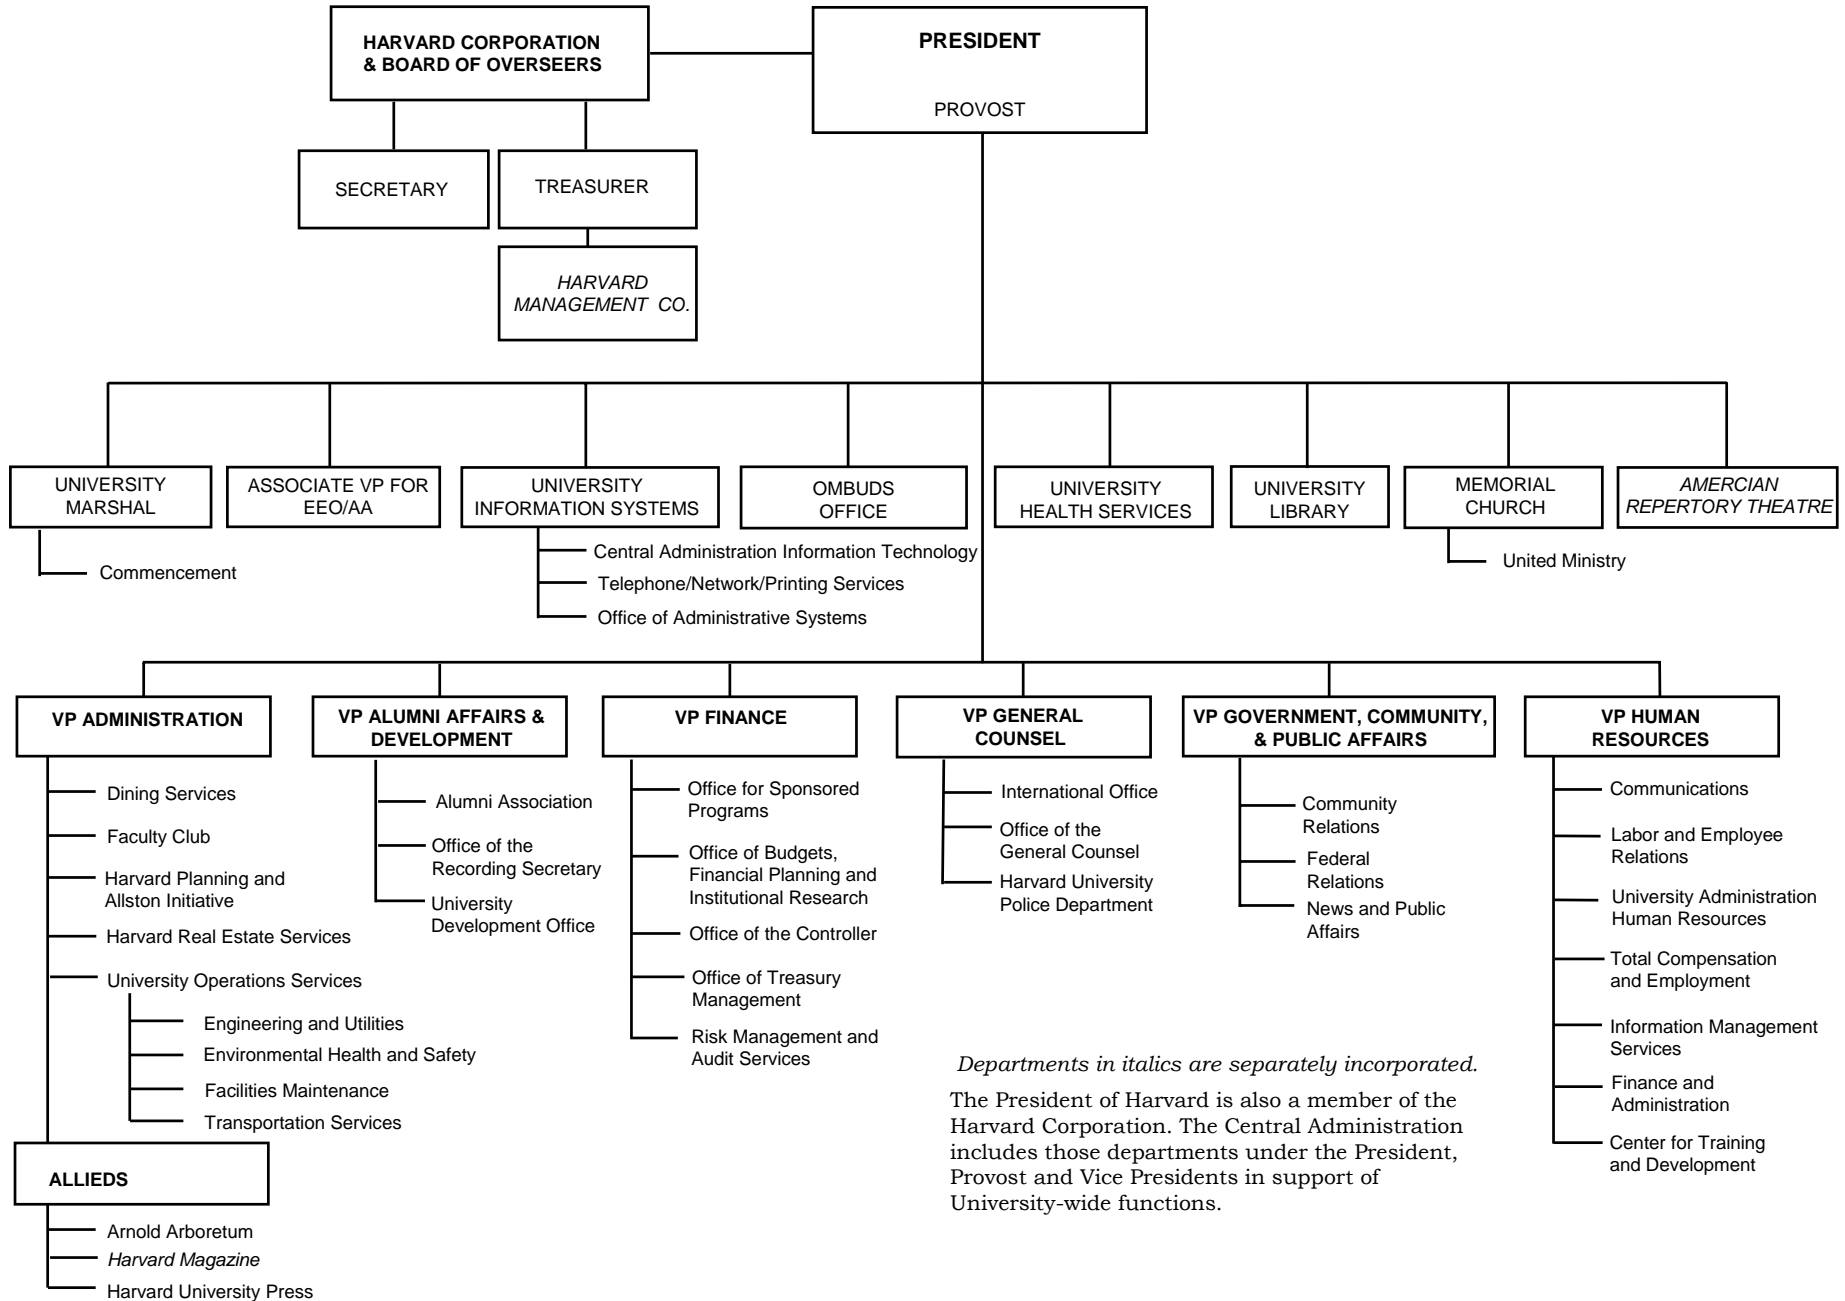 HARVARD CORPORATION
& BOARD OF OVERSEERS
PRESIDENT
PROVOST
SECRETARY
TREASURER
HARVARD
MANAGEMENT CO.
UNIVERSITY
MARSHAL
Commencement
ASSOCIATE VP FOR
EEO/AA
UNIVERSITY
INFORMATION SYSTEMS
Central Administration Information Technology
Telephone/Network/Printing Services
Office of Administrative Systems
OMBUDS
OFFICE
UNIVERSITY
HEALTH SERVICES
UNIVERSITY
LIBRARY
MEMORIAL
CHURCH
United Ministry
AMERCIAN
REPERTORY THEATRE
VP ADMINISTRATION
Dining Services
Faculty Club
Harvard Planning and
Allston Initiative
Harvard Real Estate Services
University Operations Services
Engineering and Utilities
Environmental Health and Safety
Facilities Maintenance
Transportation Services
ALLIEDS
Arnold Arboretum
Harvard Magazine
Harvard University Press
VP ALUMNI AFFAIRS &
DEVELOPMENT
Alumni Association
Office of the
Recording Secretary
University
Development Office
VP FINANCE
Office for Sponsored
Programs
Office of Budgets,
Financial Planning and
Institutional Research
Office of the Controller
Office of Treasury
Management
Risk Management and
Audit Services
VP GENERAL
COUNSEL
International Office
Office of the
General Counsel
Harvard University
Police Department
VP GOVERNMENT, COMMUNITY,
& PUBLIC AFFAIRS
Community
Relations
Federal
Relations
News and Public
Affairs
VP HUMAN
RESOURCES
Communications
Labor and Employee
Relations
University Administration
Human Resources
Total Compensation
and Employment
Information Management
Services
Finance and
Administration
Center for Training
and Development
Departments in italics are separately incorporated.
The President of Harvard is also a member of the
Harvard Corporation. The Central Administration
includes those departments under the President,
Provost and Vice Presidents in support of
University-wide functions.